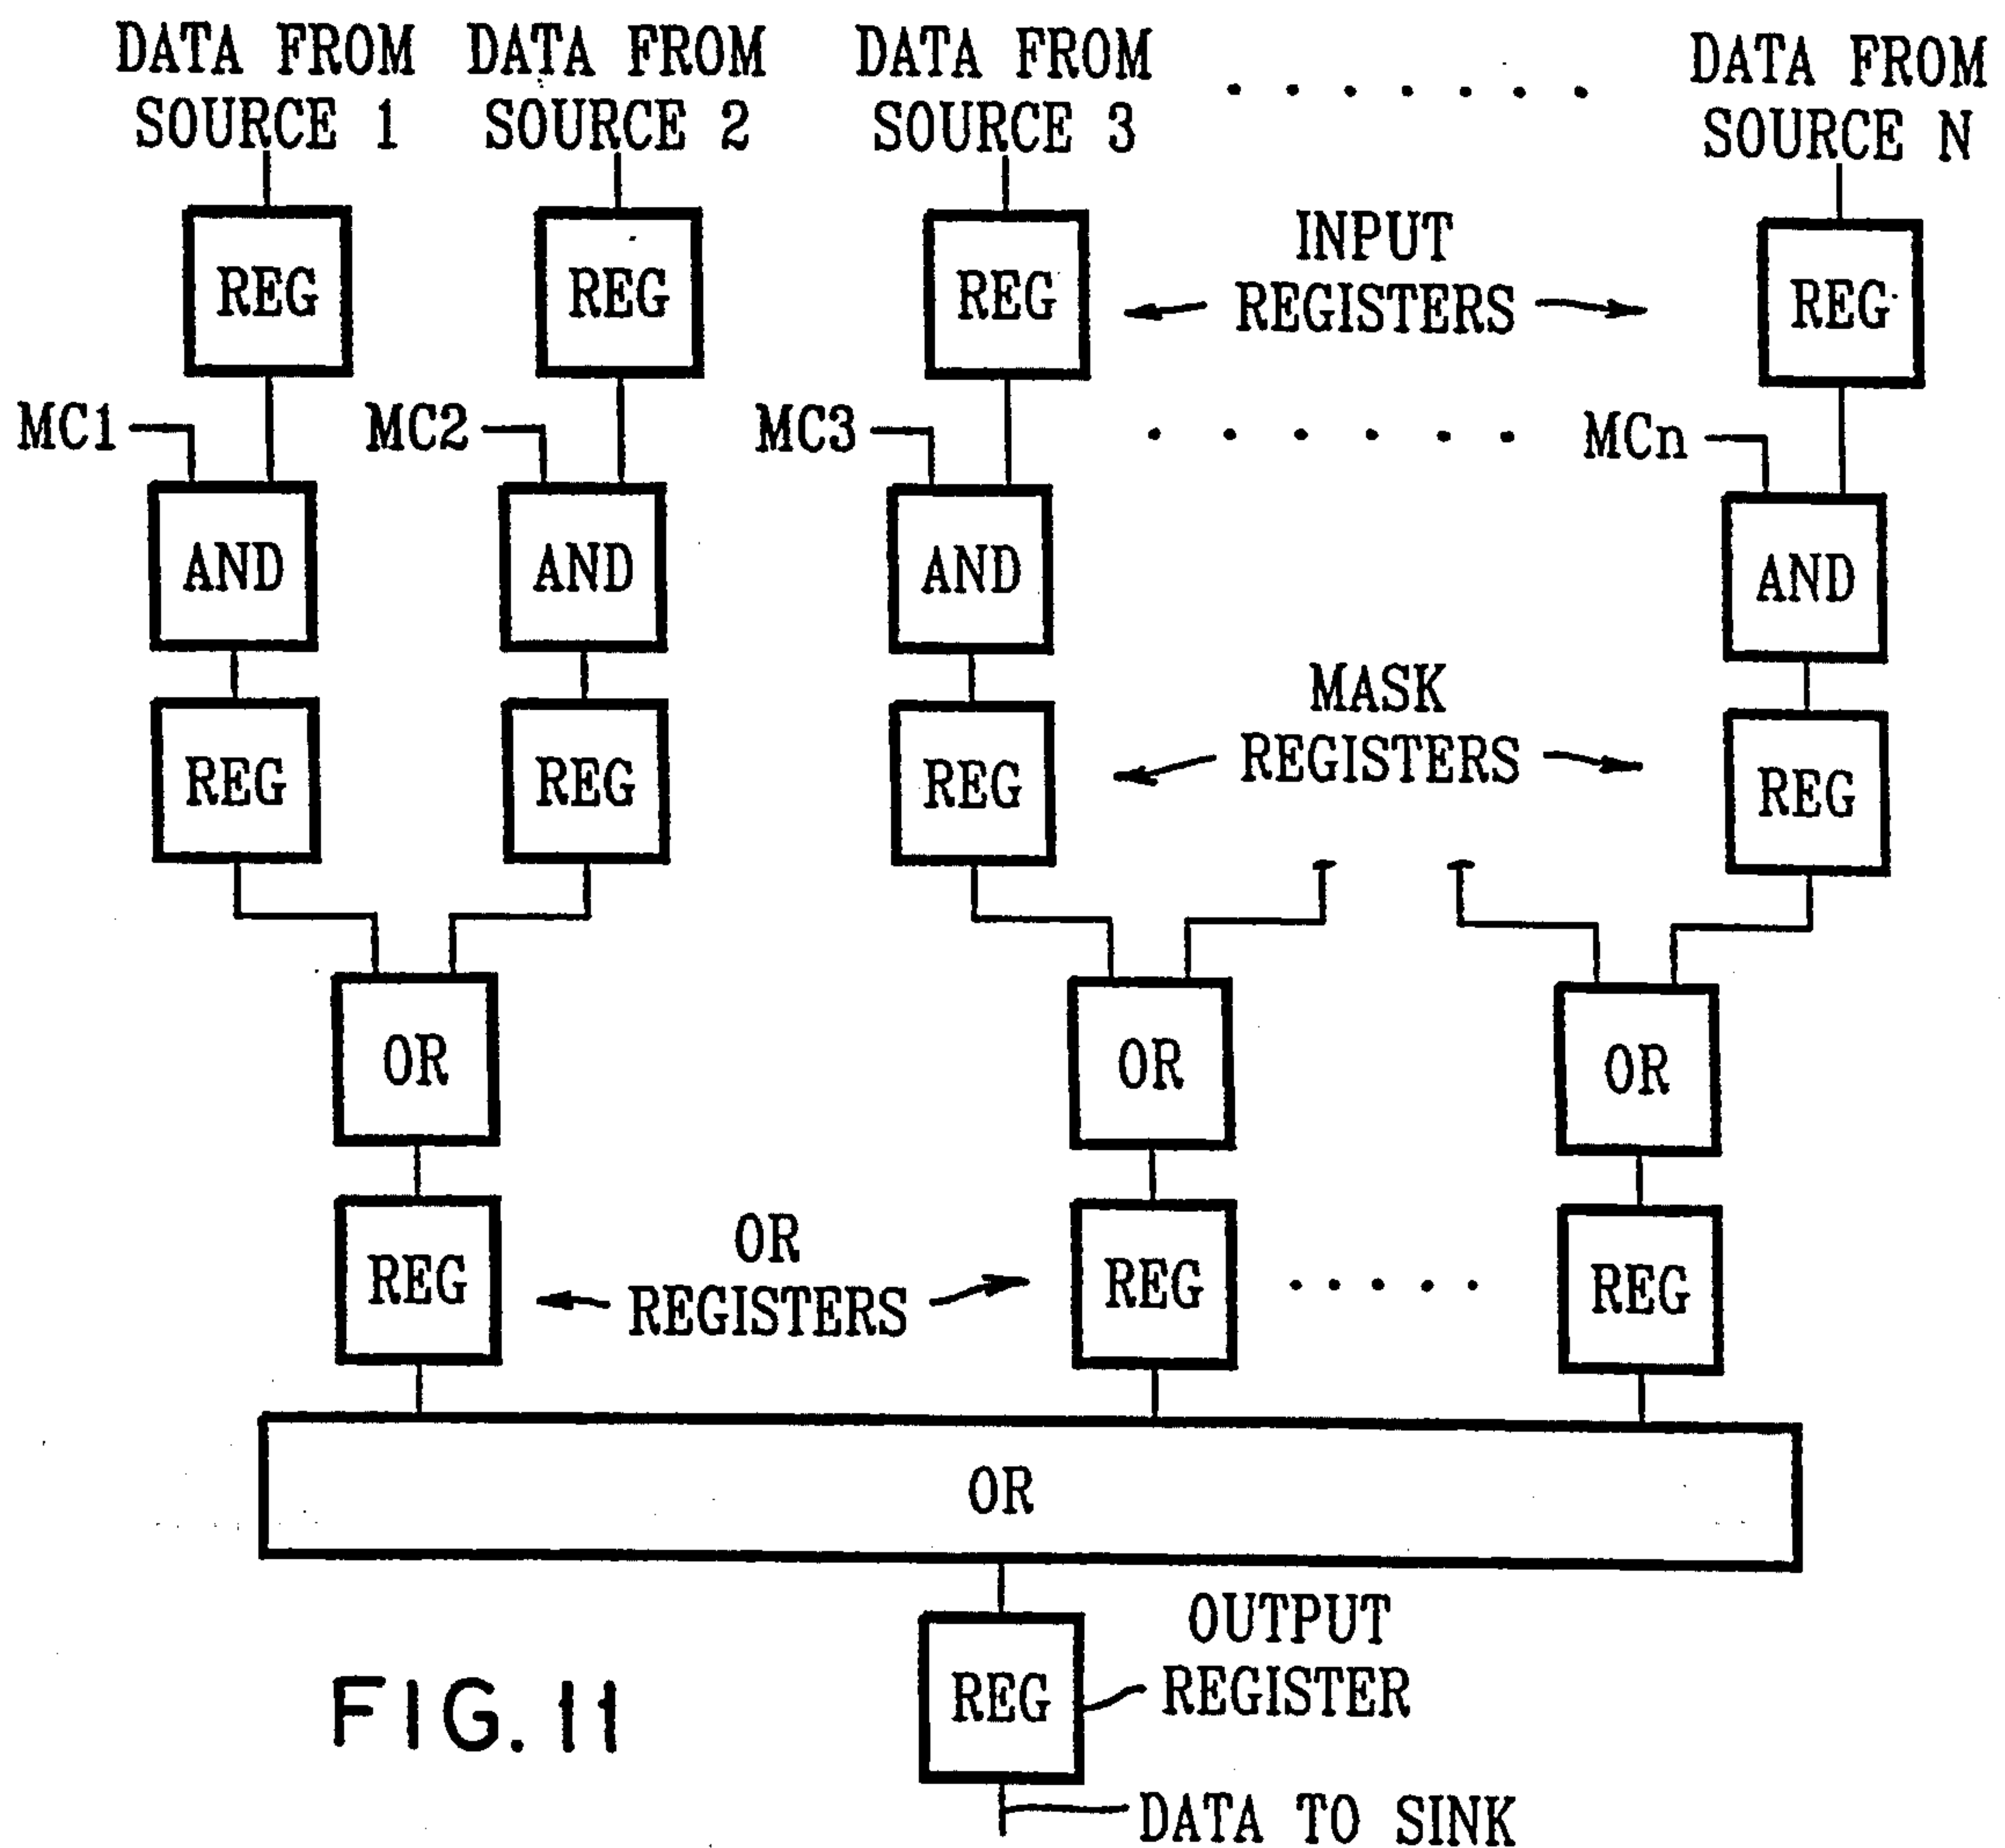 DATA FROM SOURCE 1
DATA FROM SOURCE 2
DATA FROM SOURCE 3
. . . . . . .
DATA FROM SOURCE N
REG
REG
REG
INPUT REGISTERS
REG
MC1
MC2
MC3
. . . . . .
MCn
AND
AND
AND
AND
REG
REG
REG
MASK REGISTERS
REG
OR
OR
OR
REG
OR REGISTERS
REG
. . . . .
REG
OR
REG
OUTPUT REGISTER
DATA TO SINK
FIG. 11